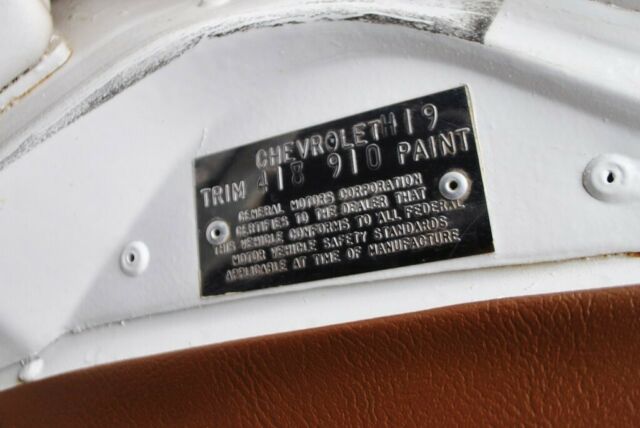 CHEVROLET H19
TRIM 418 910 PAINT
GENERAL MOTORS CORPORATION
CERTIFIES TO THE DEALER THAT
THIS VEHICLE CONFORMS TO ALL FEDERAL
MOTOR VEHICLE SAFETY STANDARDS
APPLICABLE AT TIME OF MANUFACTURE